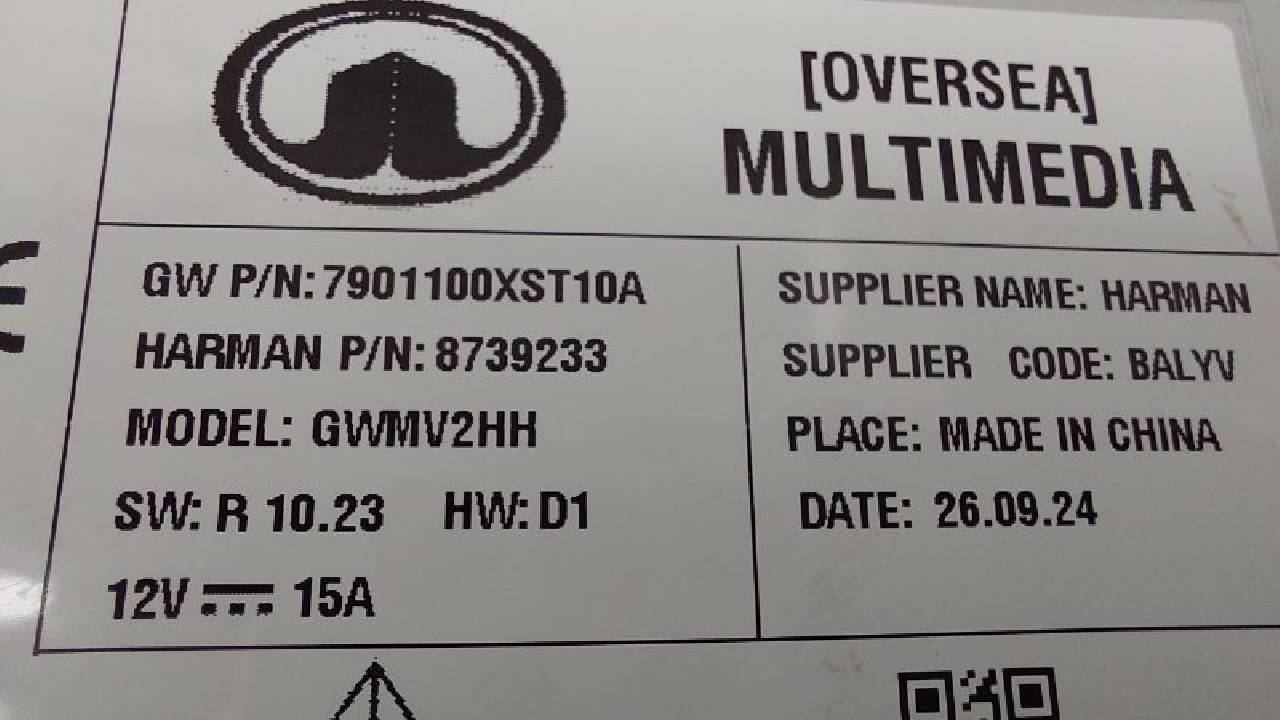 [OVERSEA]
MULTIMEDIA
GW P/N: 7901100XST10A
HARMAN P/N: 8739233
MODEL: GWMV2HH
SW: R 10.23 HW: D1
12V ⎓ 15A
SUPPLIER NAME: HARMAN
SUPPLIER CODE: BALYV
PLACE: MADE IN CHINA
DATE: 26.09.24